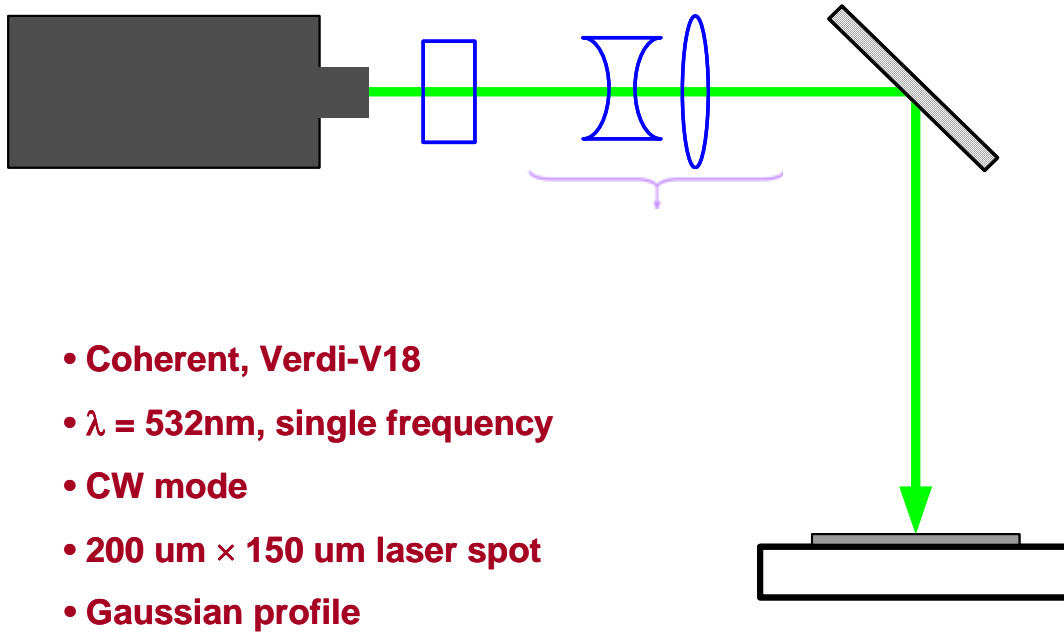 • Coherent, Verdi-V18
• λ = 532nm, single frequency
• CW mode
• 200 um × 150 um laser spot
• Gaussian profile